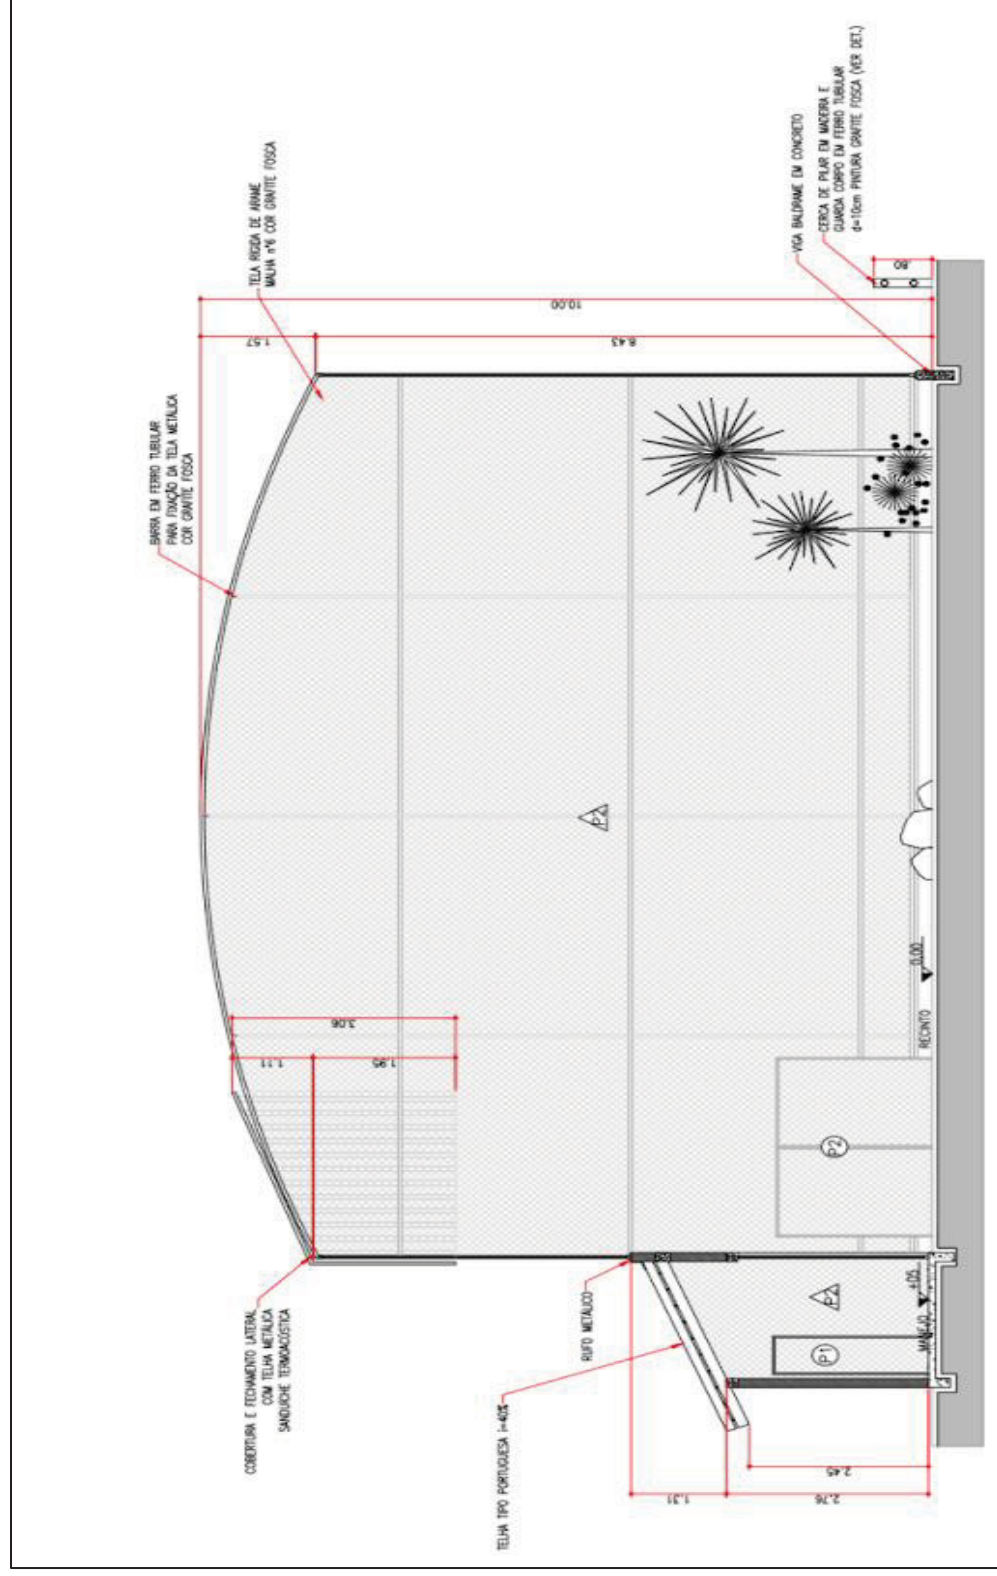 COBERTURA E FECHAMENTO LATERAL
COM TELHA METÁLICA
SANDUÍCHE TERMOACÚSTICA
BARRA EM FERRO TUBULAR
PARA FIXAÇÃO DA TELA METÁLICA
COR GRAFITE FOSCA
TELA RÍGIDA DE ARAME
MALHA nº6 COR GRAFITE FOSCA
TELHA TIPO PORTUGUESA i=40%
RUFO METÁLICO
VIGA BALDRAME EM CONCRETO
CERCA DE PILAR EM MADEIRA E
GUARDA CORPO EM FERRO TUBULAR
d=10cm PINTURA GRAFITE FOSCA (VER DET.)
1.11
1.95
3.06
1.57
8.43
10.00
.80
1.31
2.76
2.45
P2
P2
P2
P1
MANEJO
+.05
RECINTO
0.00